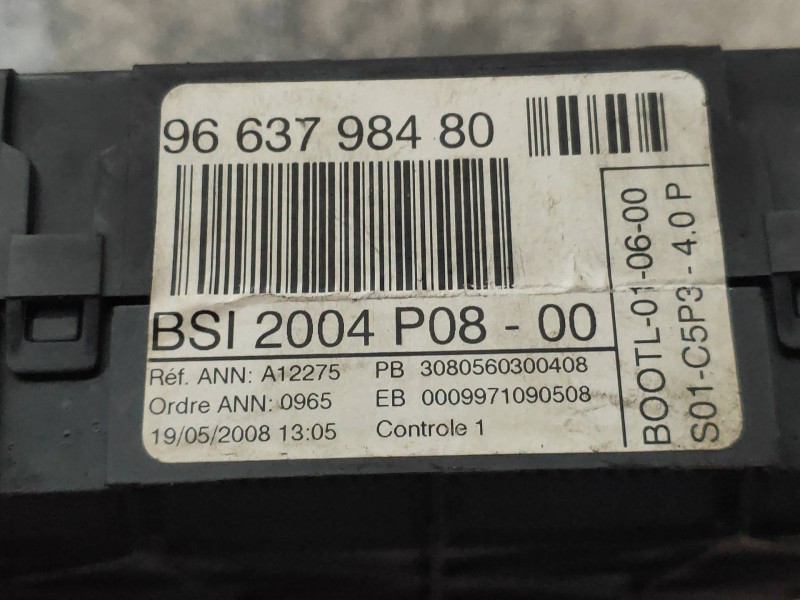 96 637 984 80
BSI 2004 P08 - 00
Réf. ANN: A12275 PB 3080560300408
Ordre ANN: 0965 EB 0009971090508
19/05/2008 13:05 Controle 1
BOOTL-01-06-00
S01-C5P3 - 4.0 P